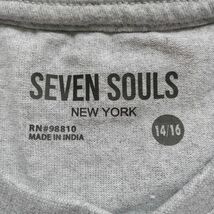 SEVEN SOULS
NEW YORK
RN#98810
MADE IN INDIA
14/16